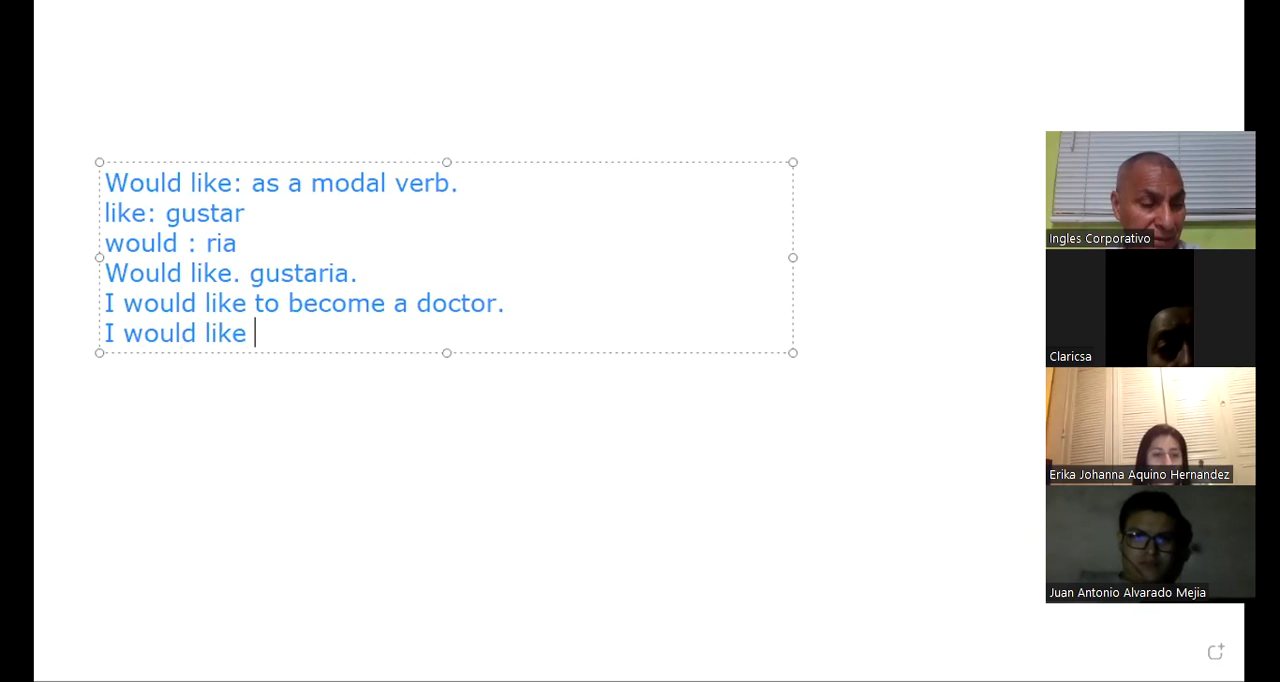 Would like: as a modal verb.
like: gustar
would : ria
Would like. gustaria.
I would like to become a doctor.
I would like
Ingles Corporativo
Claricsa
Erika Johanna Aquino Hernandez
Juan Antonio Alvarado Mejia